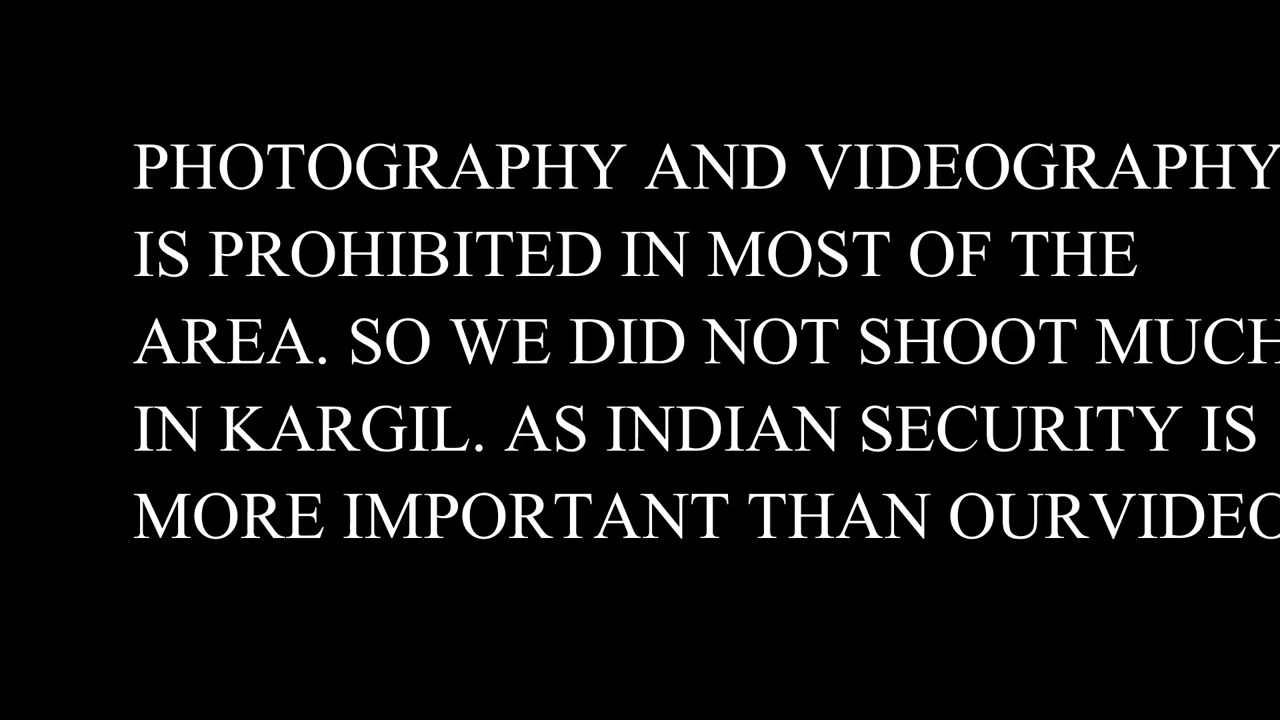 PHOTOGRAPHY AND VIDEOGRAPHY
IS PROHIBITED IN MOST OF THE
AREA. SO WE DID NOT SHOOT MUCH
IN KARGIL. AS INDIAN SECURITY IS
MORE IMPORTANT THAN OURVIDEO